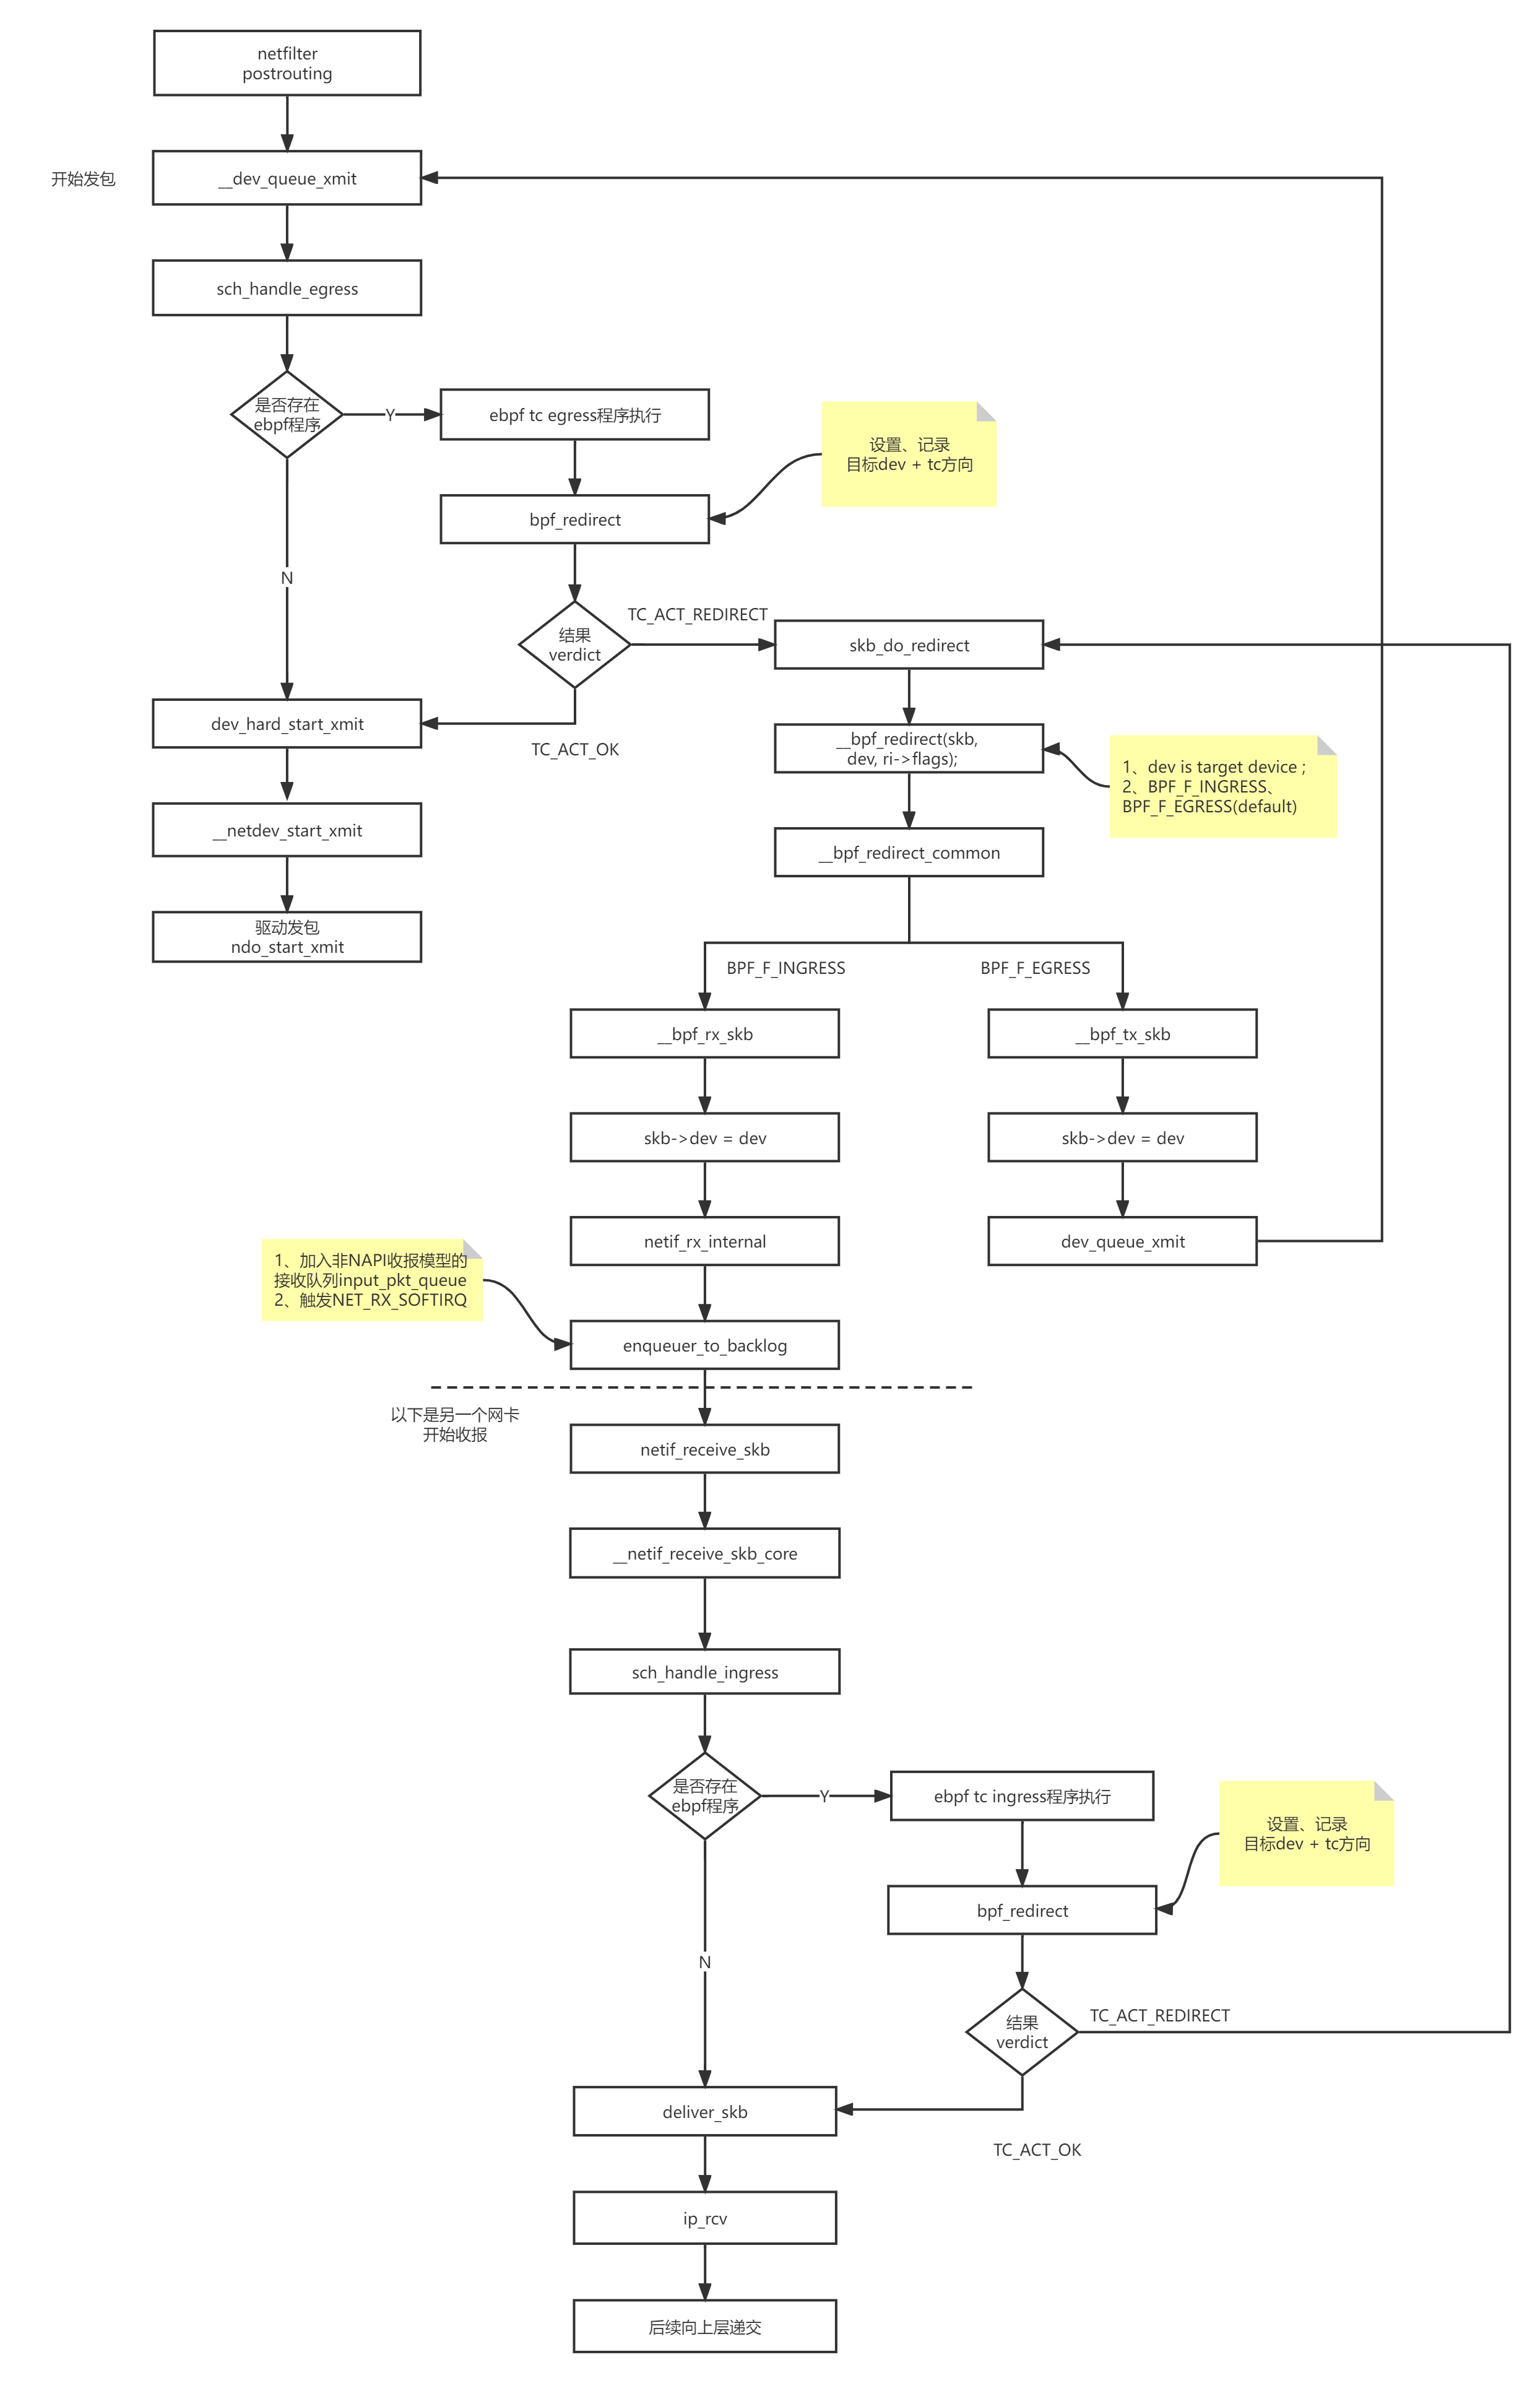 netfilter
postrouting
开始发包
__dev_queue_xmit
sch_handle_egress
是否存在
ebpf程序
Y
ebpf tc egress程序执行
设置、记录
目标dev + tc方向
bpf_redirect
N
TC_ACT_REDIRECT
结果
verdict
skb_do_redirect
dev_hard_start_xmit
TC_ACT_OK
__bpf_redirect(skb,
dev, ri->flags);
1、dev is target device ;
2、BPF_F_INGRESS、
BPF_F_EGRESS(default)
__netdev_start_xmit
__bpf_redirect_common
驱动发包
ndo_start_xmit
BPF_F_INGRESS
BPF_F_EGRESS
__bpf_rx_skb
__bpf_tx_skb
skb->dev = dev
skb->dev = dev
netif_rx_internal
dev_queue_xmit
1、加入非NAPI收报模型的
接收队列input_pkt_queue
2、触发NET_RX_SOFTIRQ
enqueuer_to_backlog
以下是另一个网卡
开始收报
netif_receive_skb
__netif_receive_skb_core
sch_handle_ingress
是否存在
ebpf程序
Y
ebpf tc ingress程序执行
设置、记录
目标dev + tc方向
bpf_redirect
N
TC_ACT_REDIRECT
结果
verdict
deliver_skb
TC_ACT_OK
ip_rcv
后续向上层递交